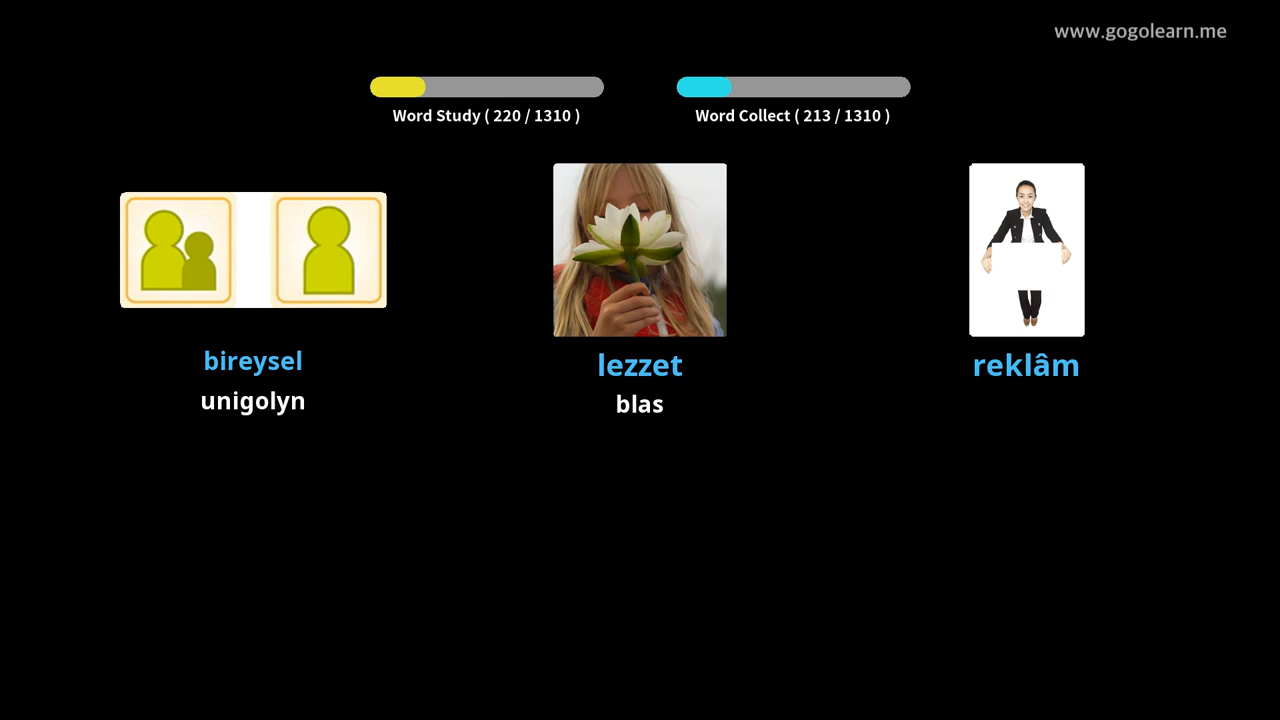 www.gogolearn.me
Word Study ( 220 / 1310 )
Word Collect ( 213 / 1310 )
bireysel
unigolyn
lezzet
blas
reklâm